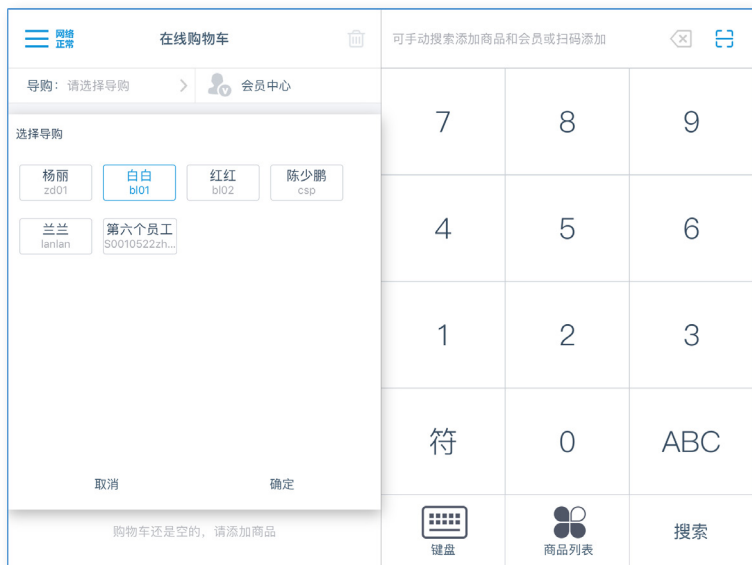 网络
正常
在线购物车
可手动搜索添加商品和会员或扫码添加
导购：请选择导购
会员中心
选择导购
杨丽
zd01
白白
bl01
红红
bl02
陈少鹏
csp
兰兰
lanlan
第六个员工
S0010522zh...
取消
确定
购物车还是空的，请添加商品
7
8
9
4
5
6
1
2
3
符
0
ABC
键盘
商品列表
搜索